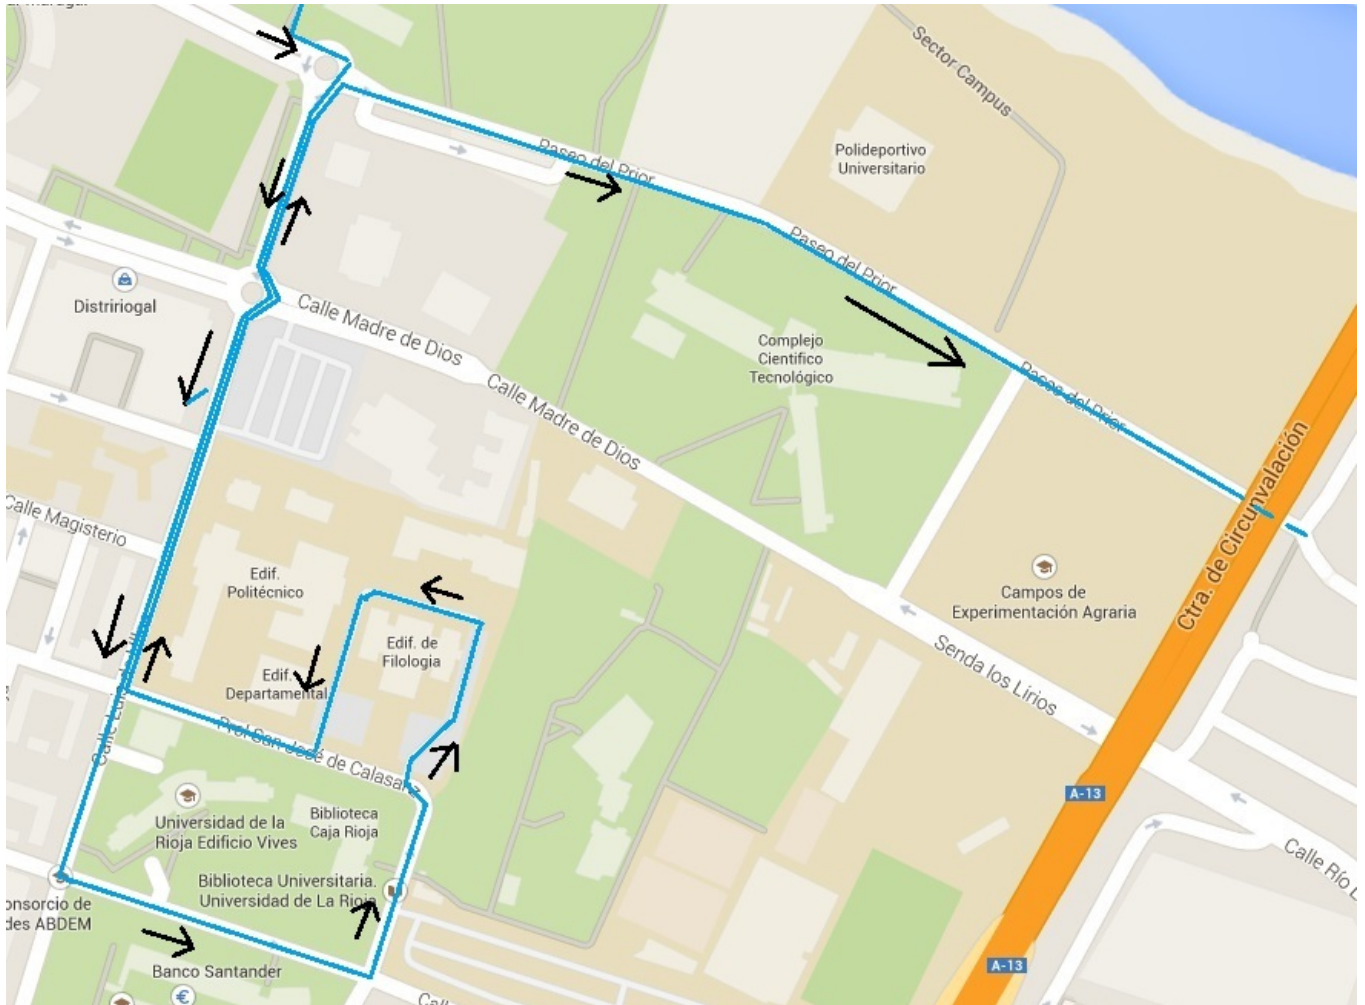 Sector Campus
Polideportivo
Universitario
Paseo del Prior
Paseo del Prior
Distririogal
Calle Madre de Dios
Complejo
Científico
Tecnológico
Calle Madre de Dios
Paseo del Prior
Ctra. de Circunvalación
Calle Magisterio
Edif.
Politécnico
Campos de
Experimentación Agraria
Edif. de
Filología
Senda los Lirios
Edif.
Departamental
Prol San José de Calasanz
A-13
Universidad de la
Rioja Edificio Vives
Biblioteca
Caja Rioja
Calle Río L
Biblioteca Universitaria.
Universidad de La Rioja
onsorcio de
des ABDEM
Banco Santander
A-13
Call